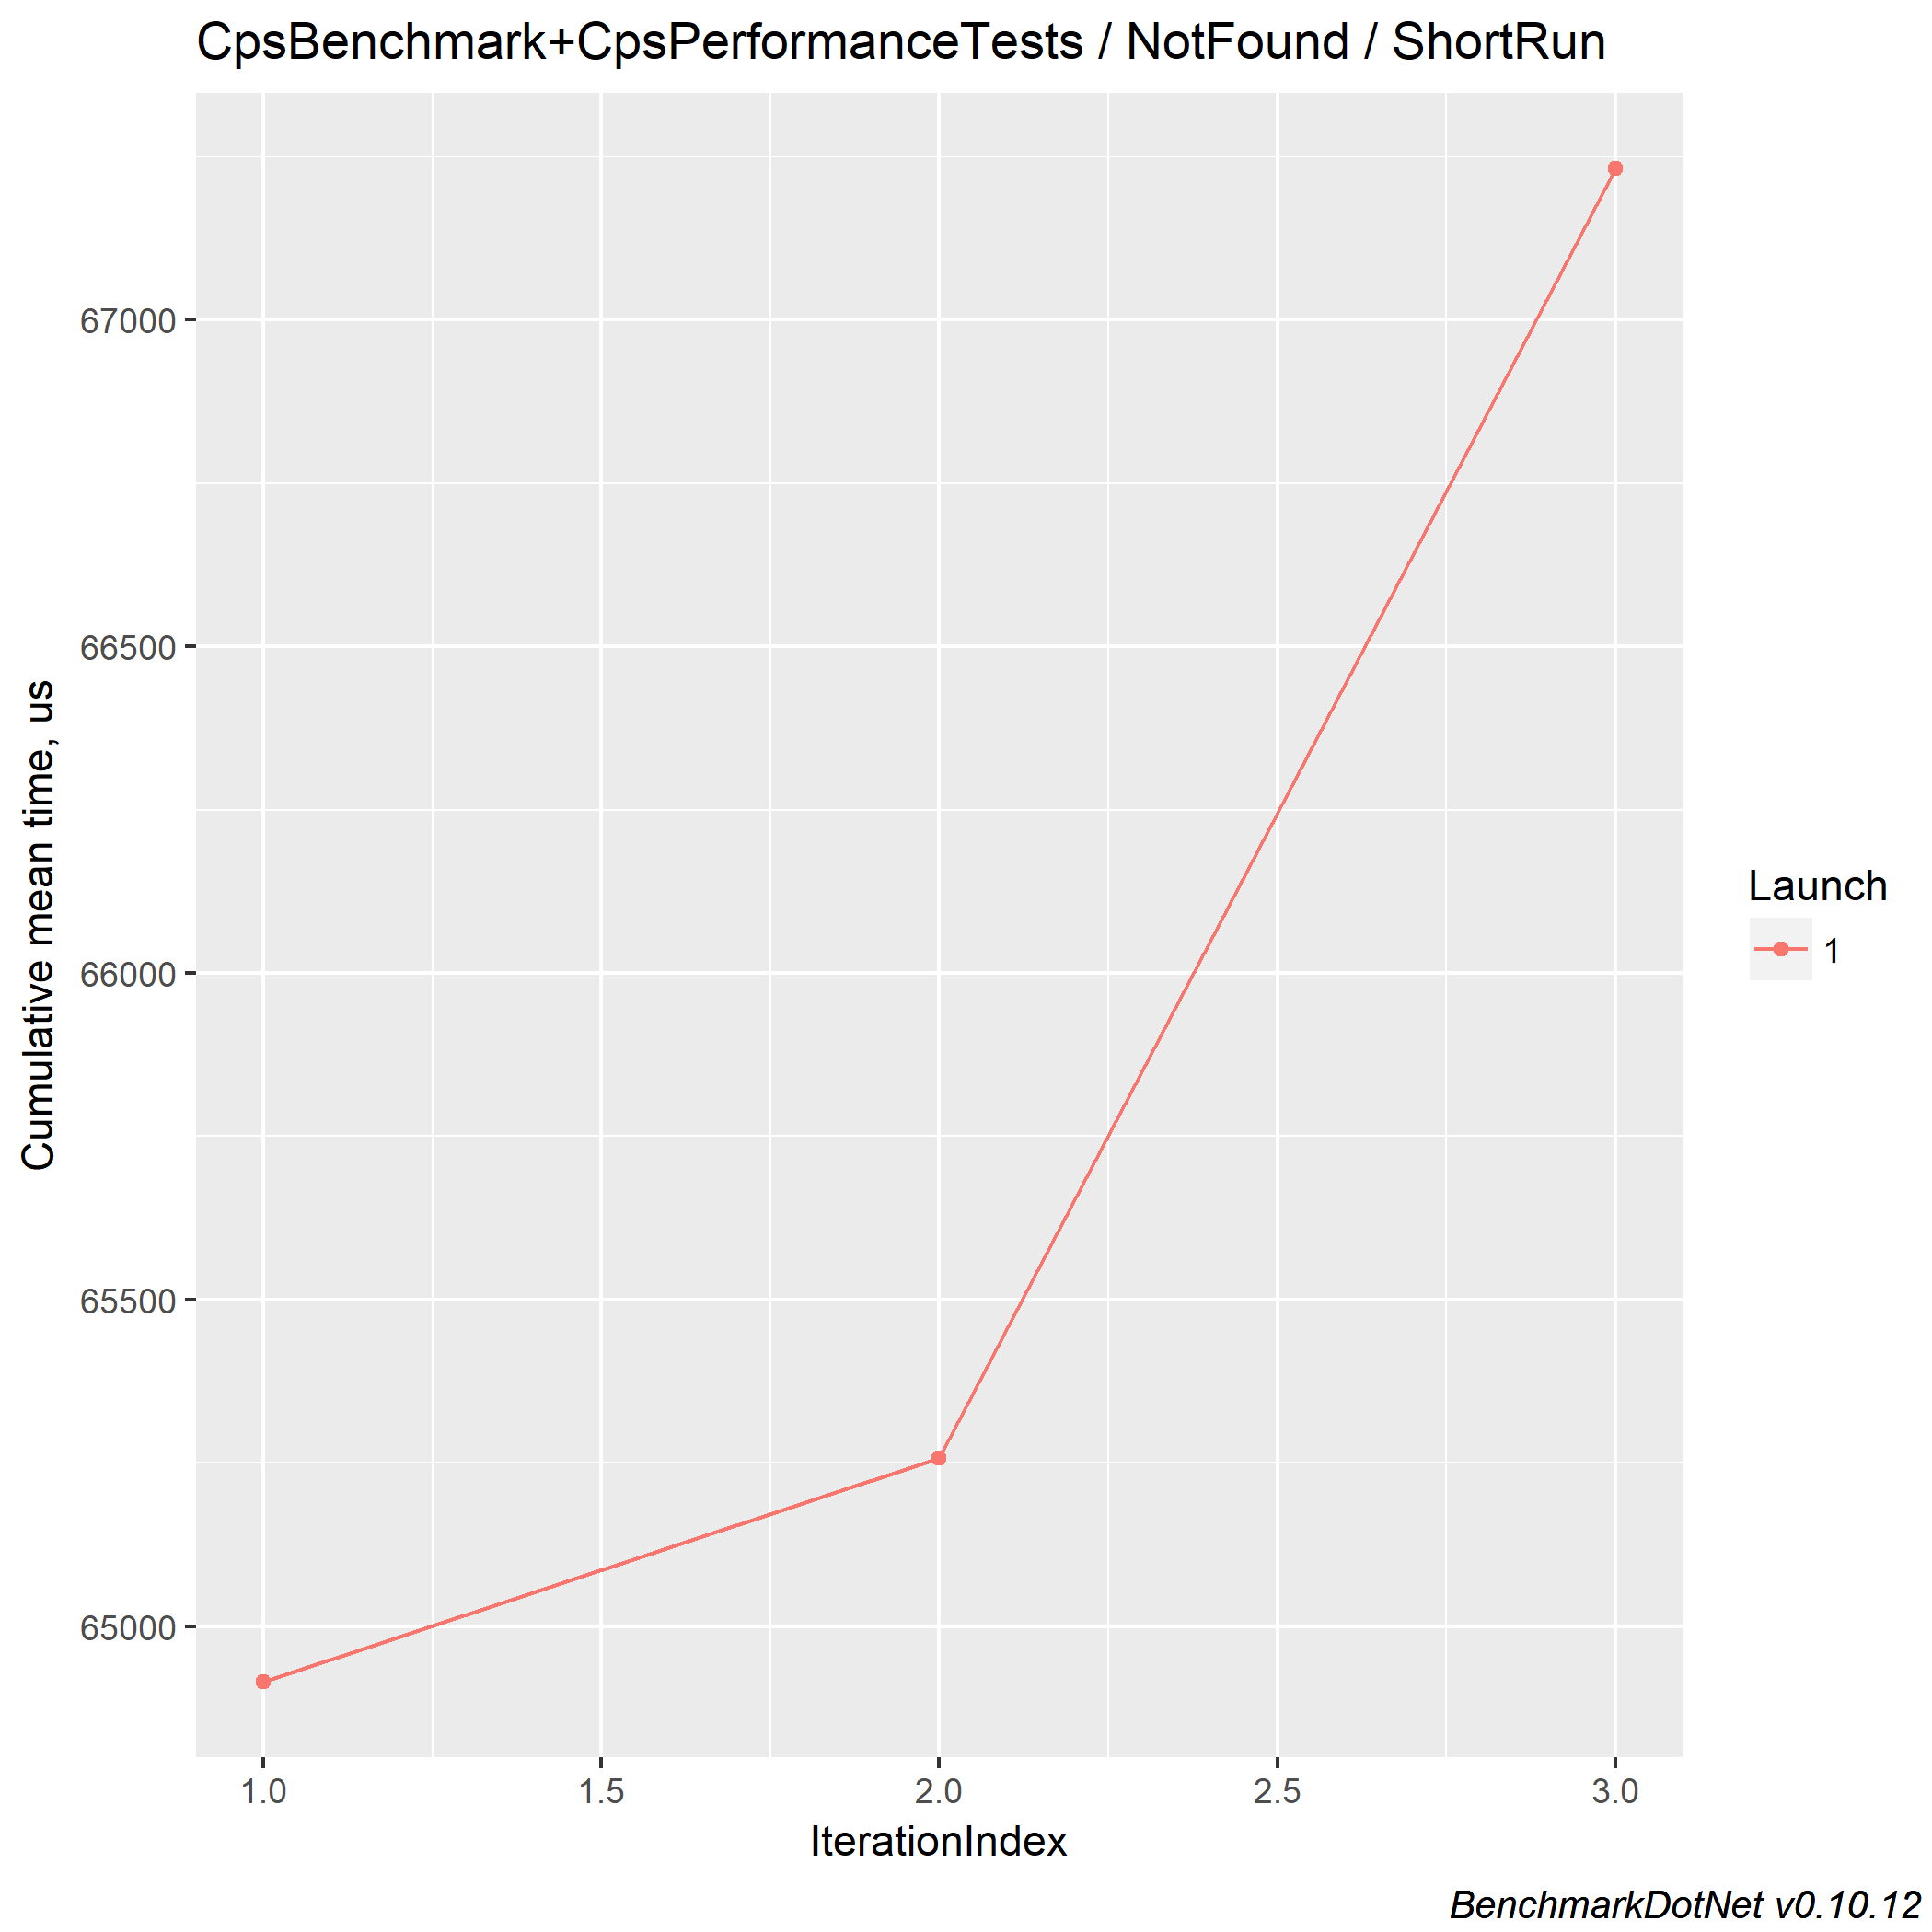 CpsBenchmark+CpsPerformanceTests / NotFound / ShortRun
Cumulative mean time, us
67000
66500
66000
65500
65000
1.0
1.5
2.0
2.5
3.0
IterationIndex
Launch
1
BenchmarkDotNet v0.10.12